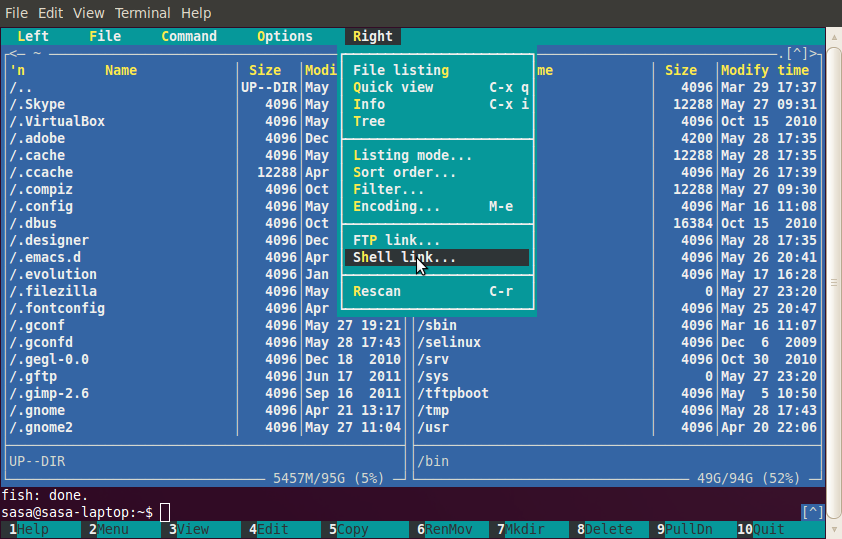 File Edit View Terminal Help
Left File Command Options Right
<— ~ .[^]>
'n Name Size Modi me Size Modify time
/.. UP--DIR May File listing 4096 Mar 29 17:37
/.Skype 4096 May Quick view C-x q 12288 May 27 09:31
/.VirtualBox 4096 May Info C-x i 4096 Oct 15 2010
/.adobe 4096 Dec Tree 4200 May 28 17:35
/.cache 4096 May Listing mode... 12288 May 28 17:35
/.ccache 12288 Apr Sort order... 4096 May 26 17:39
/.compiz 4096 Oct Filter... 12288 May 27 09:30
/.config 4096 May Encoding... M-e 4096 Mar 16 11:08
/.dbus 4096 Oct 16384 Oct 15 2010
/.designer 4096 Dec FTP link... 4096 May 28 17:35
/.emacs.d 4096 Apr Shell link... 4096 May 26 20:41
/.evolution 4096 Jan 4096 May 17 16:28
/.filezilla 4096 May Rescan C-r 0 May 27 23:20
/.fontconfig 4096 Apr 4096 May 25 20:47
/.gconf 4096 May 27 19:21 /sbin 4096 Mar 16 11:07
/.gconfd 4096 May 28 17:43 /selinux 4096 Dec 6 2009
/.gegl-0.0 4096 Dec 18 2010 /srv 4096 Oct 30 2010
/.gftp 4096 Jun 17 2011 /sys 0 May 27 23:20
/.gimp-2.6 4096 Sep 16 2011 /tftpboot 4096 May 5 10:50
/.gnome 4096 Apr 21 13:17 /tmp 4096 May 28 17:43
/.gnome2 4096 May 27 11:04 /usr 4096 Apr 20 22:06
UP--DIR /bin
5457M/95G (5%) 49G/94G (52%)
fish: done.
sasa@sasa-laptop:~$ [^]
1Help 2Menu 3View 4Edit 5Copy 6RenMov 7Mkdir 8Delete 9PullDn 10Quit